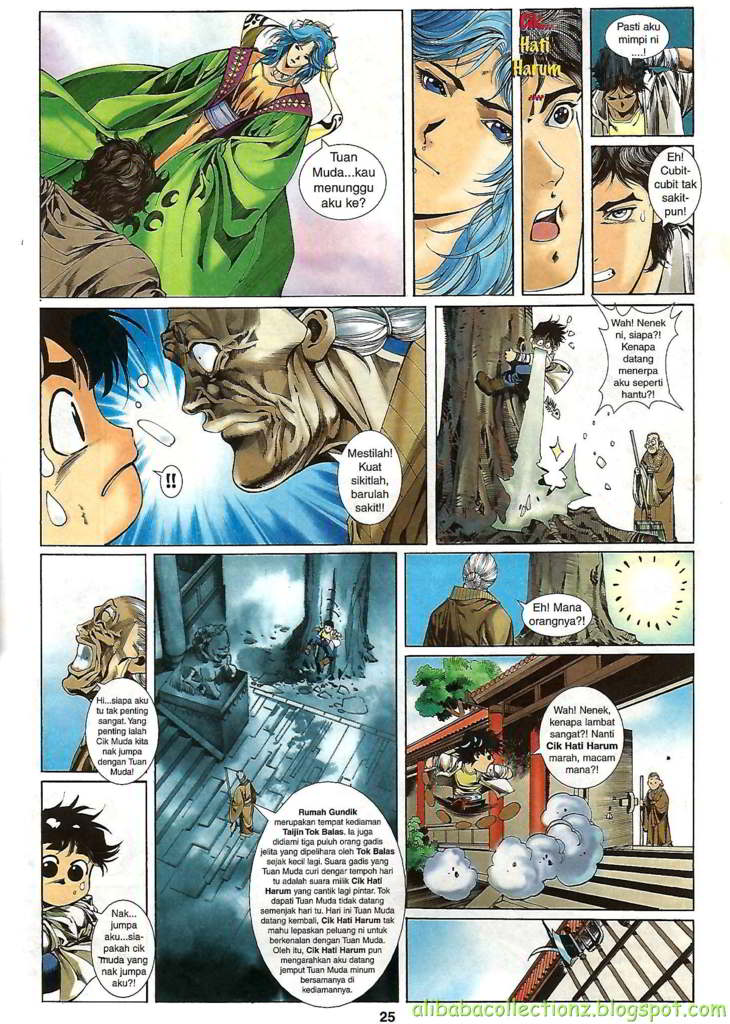 Tuan
Muda...kau
menunggu
aku ke?
Cik...
Hati
Harum
...
Pasti aku
mimpi ni
....!
Eh!
Cubit-
cubit tak
sakit-
pun!
!!
Mestilah!
Kuat
sikitlah,
barulah
sakit!!
Wah! Nenek
ni, siapa?!
Kenapa
datang
menerpa
aku seperti
hantu?!
Hi...siapa aku
tu tak penting
sangat. Yang
penting ialah
Cik Muda kita
nak jumpa
dengan Tuan
Muda!
Nak...
jumpa
aku...sia-
pakah cik
muda yang
nak jumpa
aku?!
Rumah Gundik
merupakan tempat kediaman
Taijin Tok Balas. Ia juga
didiami tiga puluh orang gadis
jelita yang dipelihara oleh Tok Balas
sejak kecil lagi. Suara gadis yang
Tuan Muda curi dengar tempoh hari
tu adalah suara milik Cik Hati
Harum yang cantik lagi pintar. Tok
dapati Tuan Muda tidak datang
semenjak hari tu. Hari ini Tuan Muda
datang kembali, Cik Hati Harum tak
mahu lepaskan peluang ni untuk
berkenalan dengan Tuan Muda.
Oleh itu, Cik Hati Harum pun
mengarahkan aku datang
jemput Tuan Muda minum
bersamanya di
kediamannya.
Eh! Mana
orangnya?!
Wah! Nenek,
kenapa lambat
sangat?! Nanti
Cik Hati Harum
marah, macam
mana?!
25
alibabacollectionz.blogspot.com